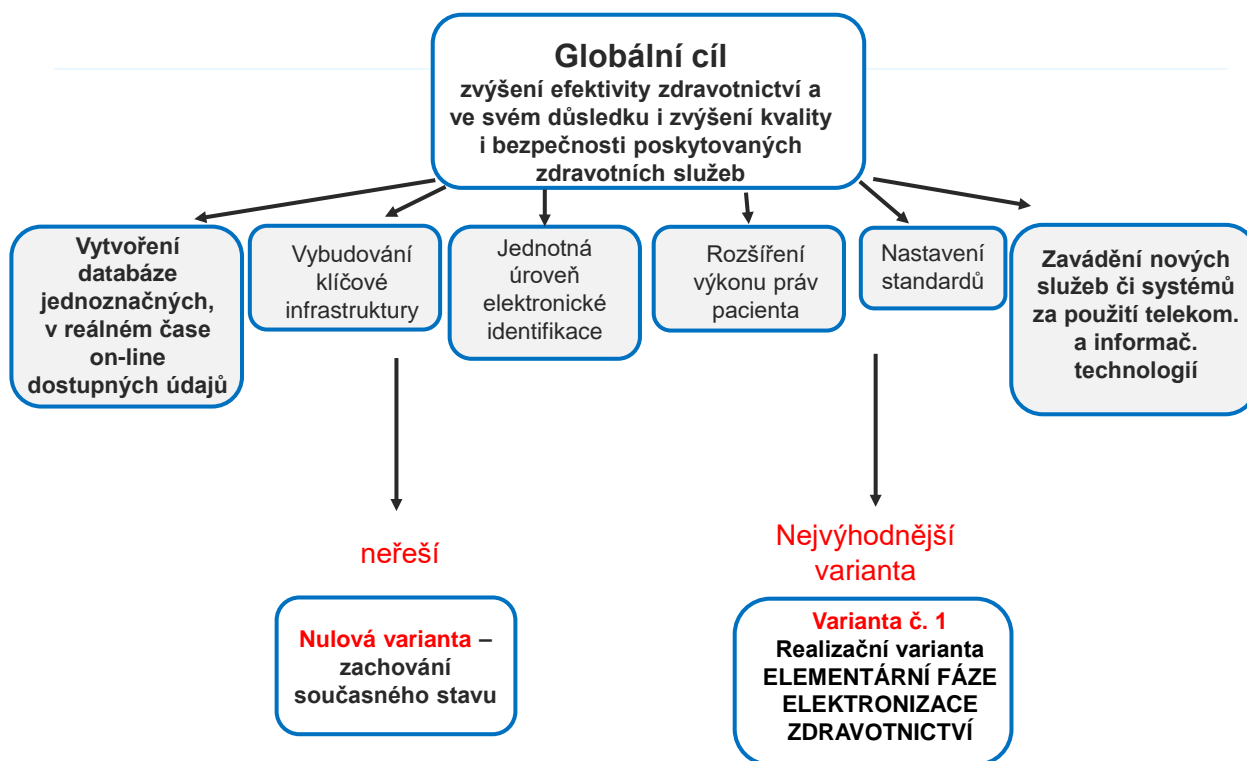 Globální cíl
zvýšení efektivity zdravotnictví a
ve svém důsledku i zvýšení kvality
i bezpečnosti poskytovaných
zdravotních služeb
Vytvoření
databáze
jednoznačných,
v reálném čase
on-line
dostupných údajů
Vybudování
klíčové
infrastruktury
Jednotná
úroveň
elektronické
identifikace
Rozšíření
výkonu práv
pacienta
Nastavení
standardů
Zavádění nových
služeb či systémů
za použití telekom.
a informač.
technologií
neřeší
Nulová varianta –
zachování
současného stavu
Nejvýhodnější
varianta
Varianta č. 1
Realizační varianta
ELEMENTÁRNÍ FÁZE
ELEKTRONIZACE
ZDRAVOTNICTVÍ